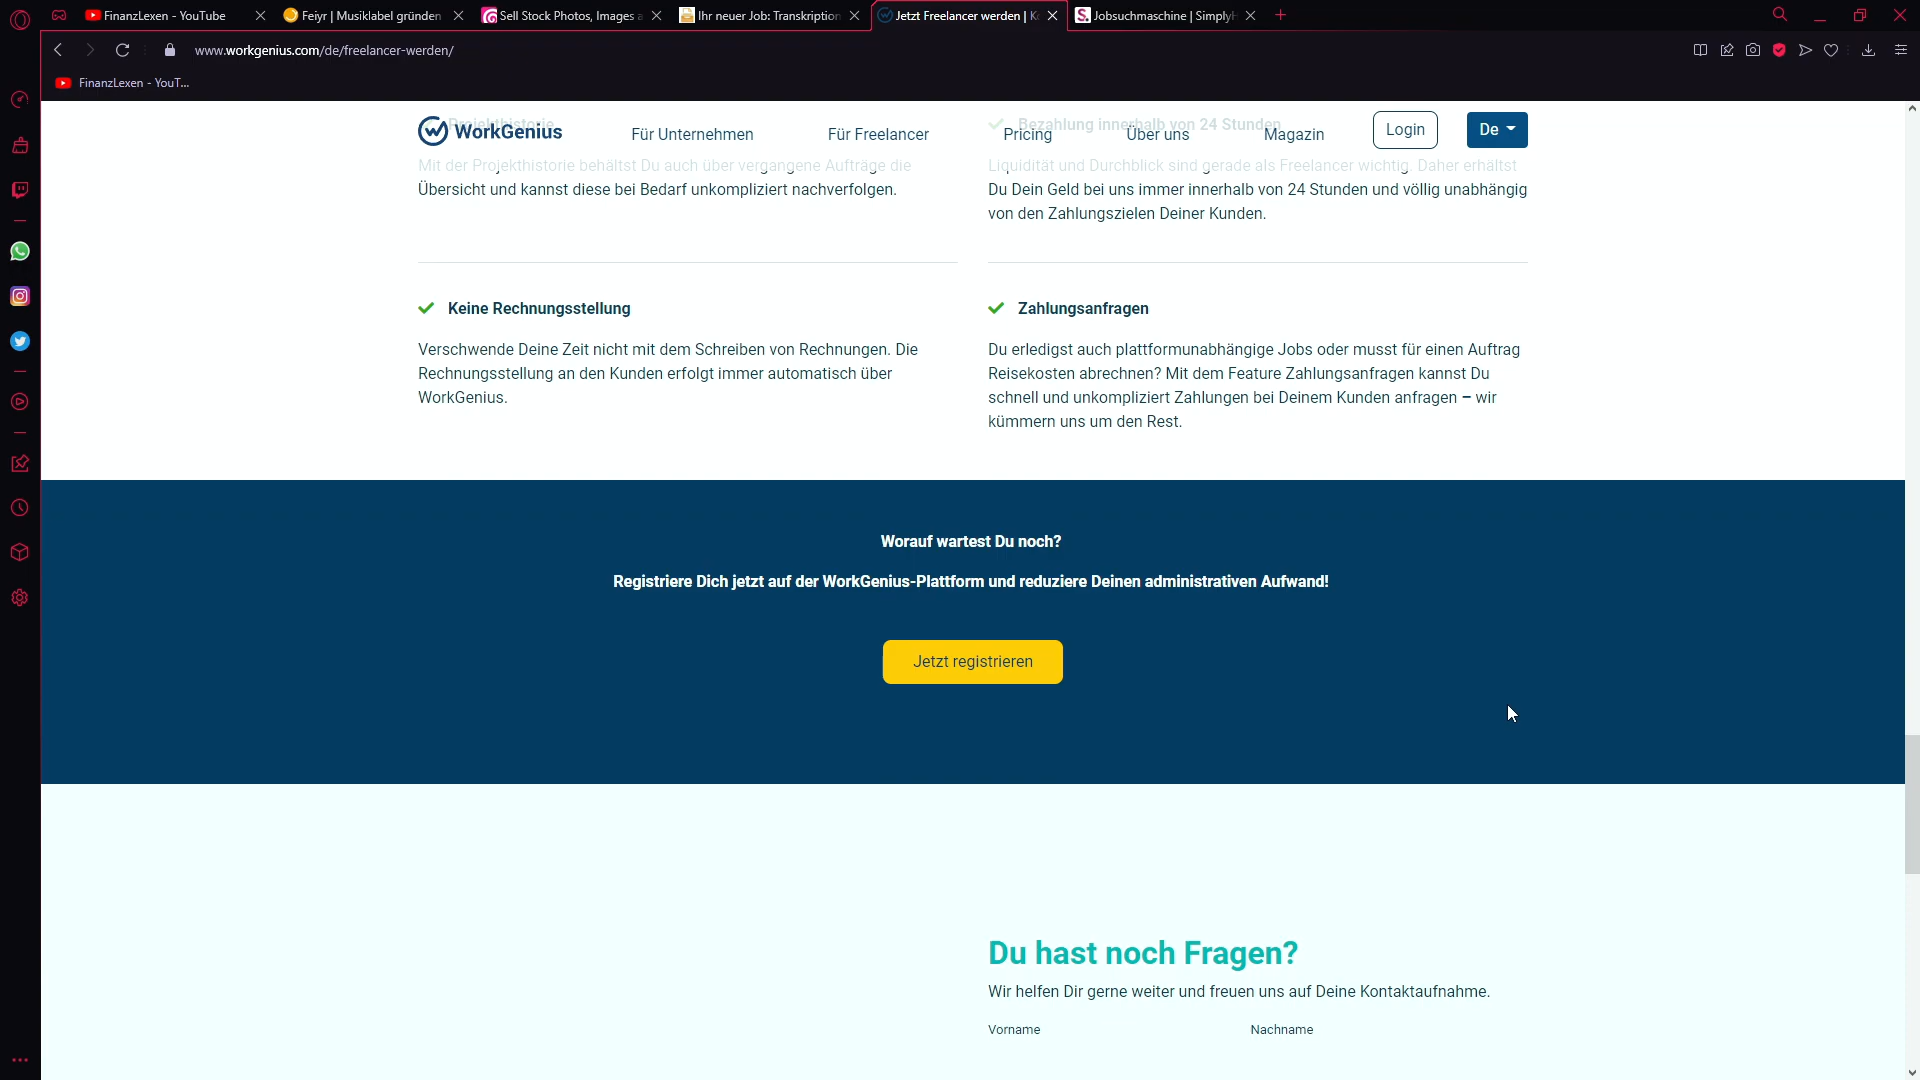 FinanzLexen - YouTube
Feiyr | Musiklabel gründen
Sell Stock Photos, Images a
Ihr neuer Job: Transkription
Jetzt Freelancer werden | Ko
Jobsuchmaschine | SimplyH
www.workgenius.com/de/freelancer-werden/
FinanzLexen - YouT...
WorkGenius
Für Unternehmen
Für Freelancer
Pricing
Über uns
Magazin
Login
De
Projekthistorie
Mit der Projekthistorie behältst Du auch über vergangene Aufträge die
Übersicht und kannst diese bei Bedarf unkompliziert nachverfolgen.
Bezahlung innerhalb von 24 Stunden
Liquidität und Durchblick sind gerade als Freelancer wichtig. Daher erhältst
Du Dein Geld bei uns immer innerhalb von 24 Stunden und völlig unabhängig
von den Zahlungszielen Deiner Kunden.
Keine Rechnungsstellung
Verschwende Deine Zeit nicht mit dem Schreiben von Rechnungen. Die
Rechnungsstellung an den Kunden erfolgt immer automatisch über
WorkGenius.
Zahlungsanfragen
Du erledigst auch plattformunabhängige Jobs oder musst für einen Auftrag
Reisekosten abrechnen? Mit dem Feature Zahlungsanfragen kannst Du
schnell und unkompliziert Zahlungen bei Deinem Kunden anfragen – wir
kümmern uns um den Rest.
Worauf wartest Du noch?
Registriere Dich jetzt auf der WorkGenius-Plattform und reduziere Deinen administrativen Aufwand!
Jetzt registrieren
Du hast noch Fragen?
Wir helfen Dir gerne weiter und freuen uns auf Deine Kontaktaufnahme.
Vorname
Nachname